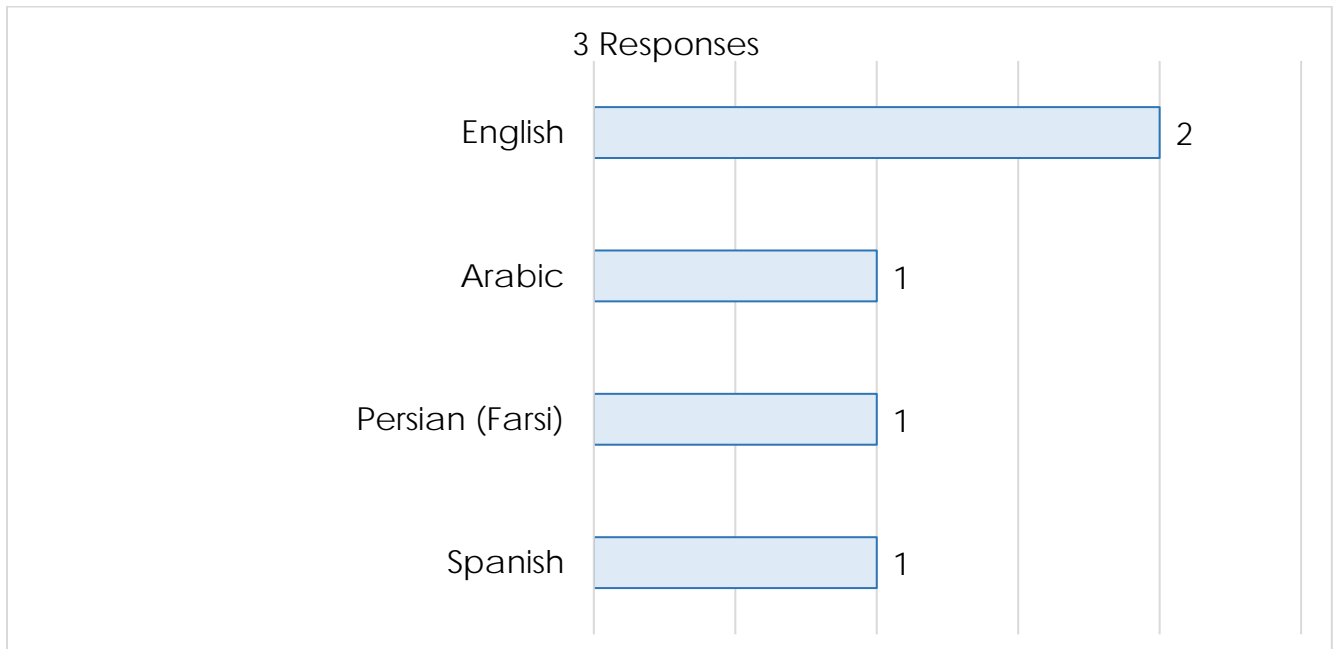 3 Responses
English 2
Arabic 1
Persian (Farsi) 1
Spanish 1